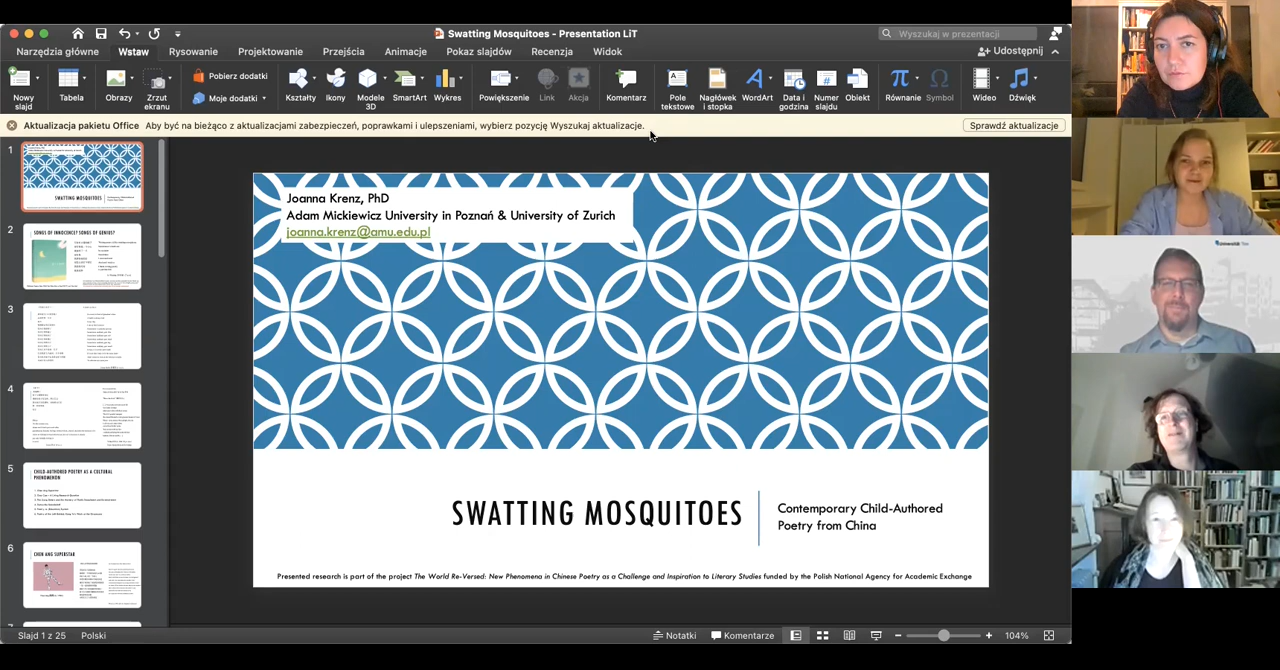 Swatting Mosquitoes - Presentation LiT
Wyszukaj w prezentacji
Narzędzia główne
Wstaw
Rysowanie
Projektowanie
Przejścia
Animacje
Pokaz slajdów
Recenzja
Widok
Udostępnij
Nowy slajd
Tabela
Obrazy
Zrzut ekranu
Pobierz dodatki
Moje dodatki
Kształty
Ikony
Modele 3D
SmartArt
Wykres
Powiększenie
Link
Akcja
Komentarz
Pole tekstowe
Nagłówek i stopka
WordArt
Data i godzina
Numer slajdu
Obiekt
Równanie
Symbol
Wideo
Dźwięk
Aktualizacja pakietu Office Aby być na bieżąco z aktualizacjami zabezpieczeń, poprawkami i ulepszeniami, wybierz pozycję Wyszukaj aktualizacje.
Sprawdź aktualizacje
1
SWATTING MOSQUITOES
2
SONGS OF INNOCENCE? SONGS OF GENIUS?
3
4
5
CHILD-AUTHORED POETRY AS A CULTURAL
PHENOMENON
6
CHEN ANG SUPERSTAR
Joanna Krenz, PhD
Adam Mickiewicz University in Poznań & University of Zurich
joanna.krenz@amu.edu.pl
SWATTING MOSQUITOES
Contemporary Child-Authored
Poetry from China
Presented research is part of the project The World Re-Versed: New Phenomena in Chinese Poetry as a Challenge and Inspiration to Literary Studies funded by the Polish National Agency for Academic Exchange
Slajd 1 z 25
Polski
Notatki
Komentarze
104%